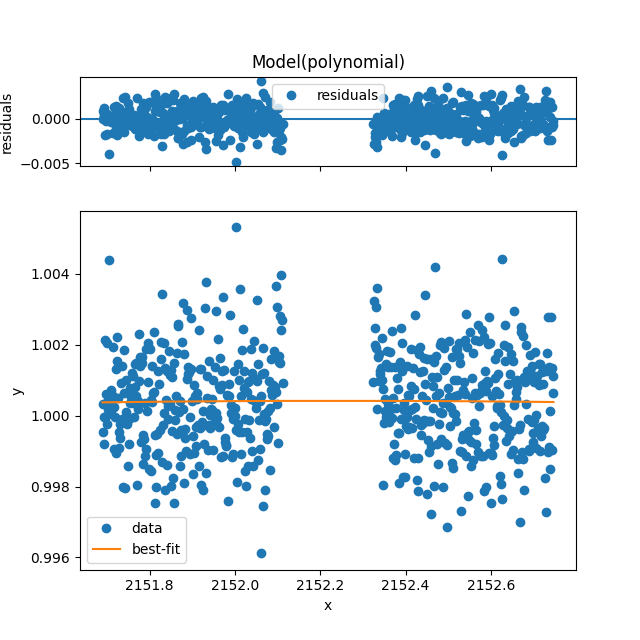 Model(polynomial)
residuals
0.000
−0.005
residuals
1.004
1.002
1.000
0.998
0.996
y
data
best-fit
2151.8 2152.0 2152.2 2152.4 2152.6
x